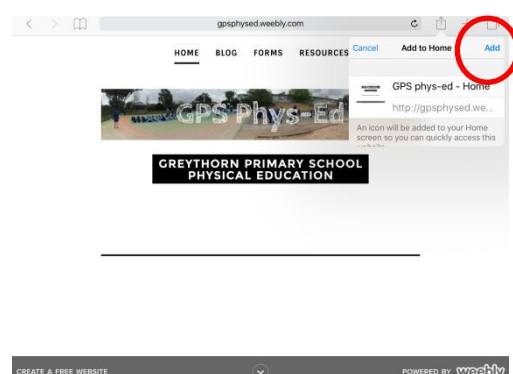 gpsphysed.weebly.com
HOME BLOG FORMS RESOURCES
Cancel Add to Home Add
GPS phys-ed - Home
http://gpsphysed.we...
An icon will be added to your Home
screen so you can quickly access this
website.
GPS Phys-Ed
GREYTHORN PRIMARY SCHOOL
PHYSICAL EDUCATION
CREATE A FREE WEBSITE POWERED BY weebly